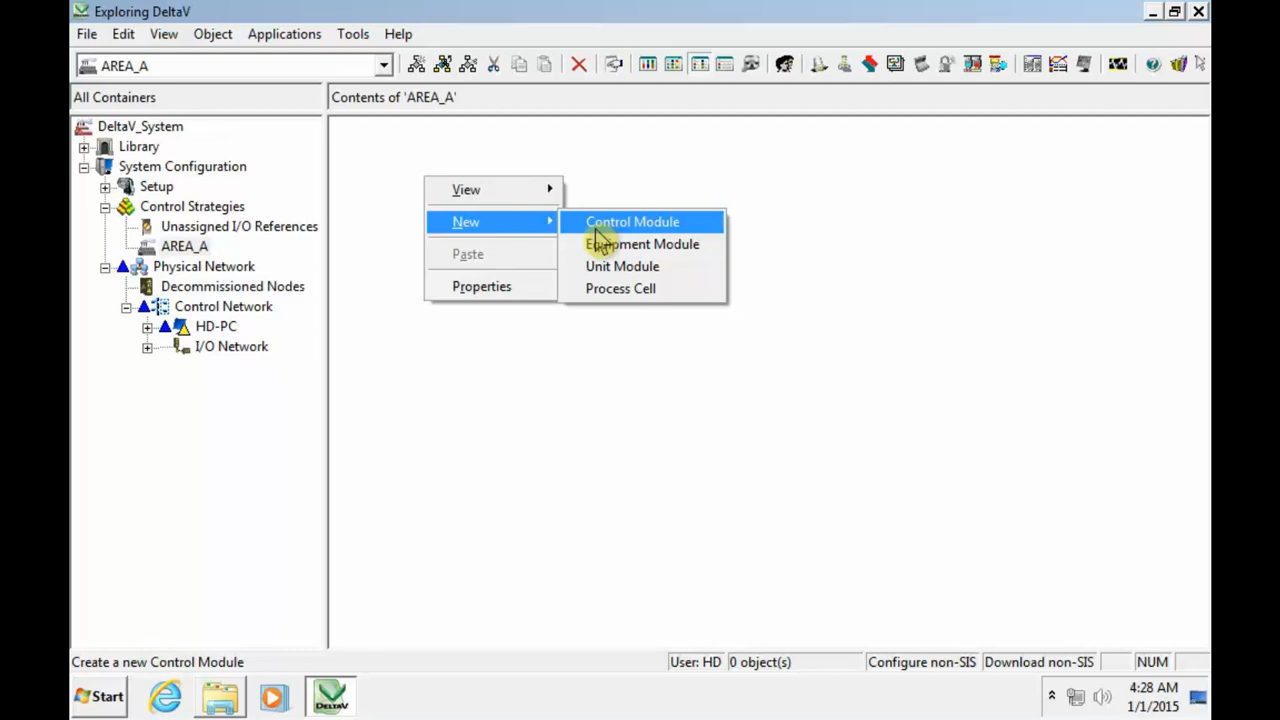 Exploring DeltaV
File Edit View Object Applications Tools Help
AREA_A
All Containers
Contents of 'AREA_A'
DeltaV_System
Library
System Configuration
Setup
Control Strategies
Unassigned I/O References
AREA_A
Physical Network
Decommissioned Nodes
Control Network
HD-PC
I/O Network
View
New
Paste
Properties
Control Module
Equipment Module
Unit Module
Process Cell
Create a new Control Module
User: HD
0 object(s)
Configure non-SIS
Download non-SIS
NUM
Start
DELTAV
4:28 AM
1/1/2015